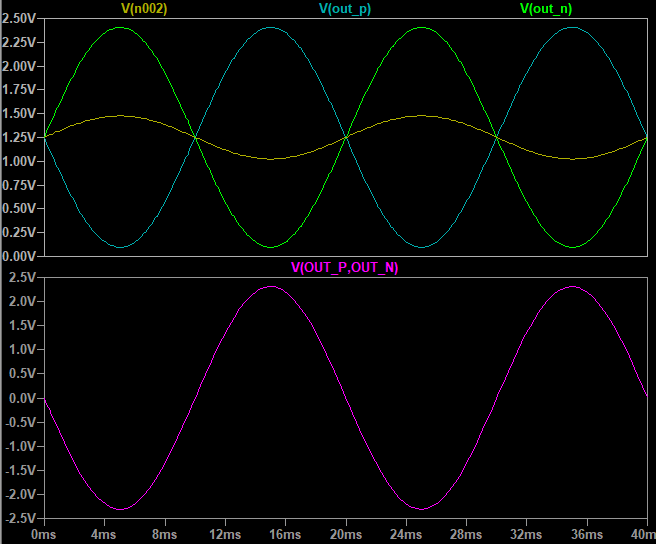 V(n002) V(out_p) V(out_n)
2.50V
2.25V
2.00V
1.75V
1.50V
1.25V
1.00V
0.75V
0.50V
0.25V
0.00V
V(OUT_P,OUT_N)
2.5V
2.0V
1.5V
1.0V
0.5V
0.0V
-0.5V
-1.0V
-1.5V
-2.0V
-2.5V
0ms 4ms 8ms 12ms 16ms 20ms 24ms 28ms 32ms 36ms 40ms